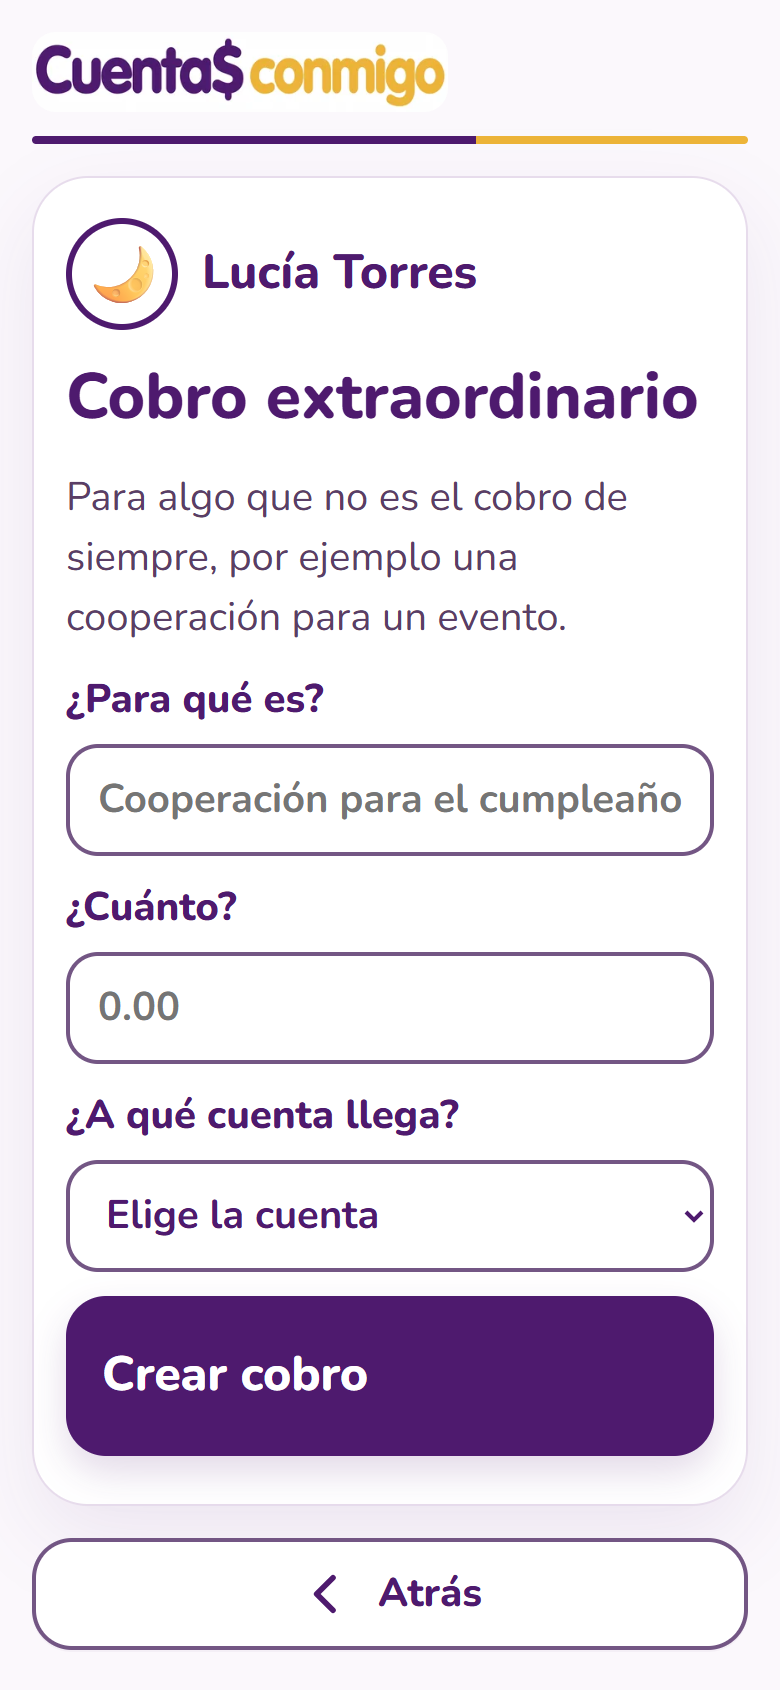 Cuenta$ conmigo
Lucía Torres
Cobro extraordinario
Para algo que no es el cobro de
siempre, por ejemplo una
cooperación para un evento.
¿Para qué es?
Cooperación para el cumpleaño
¿Cuánto?
0.00
¿A qué cuenta llega?
Elige la cuenta
Crear cobro
Atrás